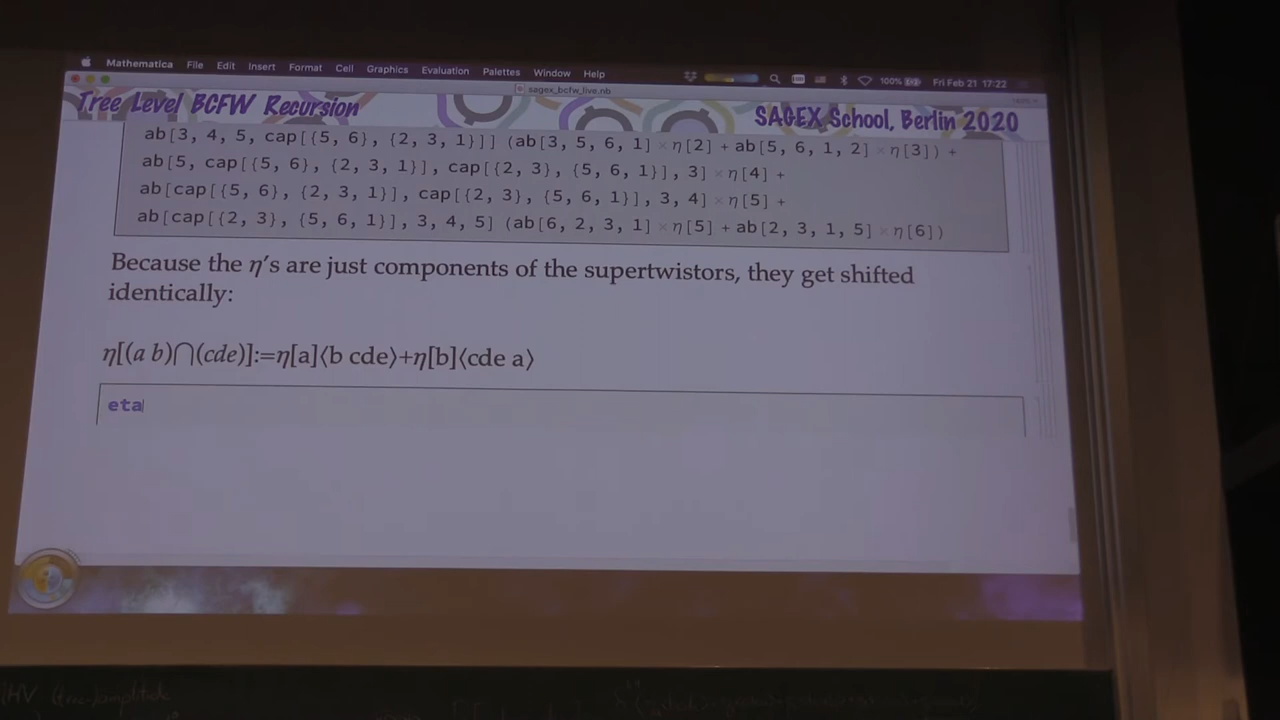 Mathematica File Edit Insert Format Cell Graphics Evaluation Palettes Window Help 100% Fri Feb 21 17:22
sagex_bcfw_live.nb
Tree Level BCFW Recursion SAGEX School, Berlin 2020
ab[3, 4, 5, cap[{5, 6}, {2, 3, 1}]] (ab[3, 5, 6, 1] × η[2] + ab[5, 6, 1, 2] × η[3]) +
ab[5, cap[{5, 6}, {2, 3, 1}], cap[{2, 3}, {5, 6, 1}], 3] × η[4] +
ab[cap[{5, 6}, {2, 3, 1}], cap[{2, 3}, {5, 6, 1}], 3, 4] × η[5] +
ab[cap[{2, 3}, {5, 6, 1}], 3, 4, 5] (ab[6, 2, 3, 1] × η[5] + ab[2, 3, 1, 5] × η[6])
Because the η's are just components of the supertwistors, they get shifted
identically:
η[(a b)⋂(cde)]:=η[a]⟨b cde⟩+η[b]⟨cde a⟩
eta